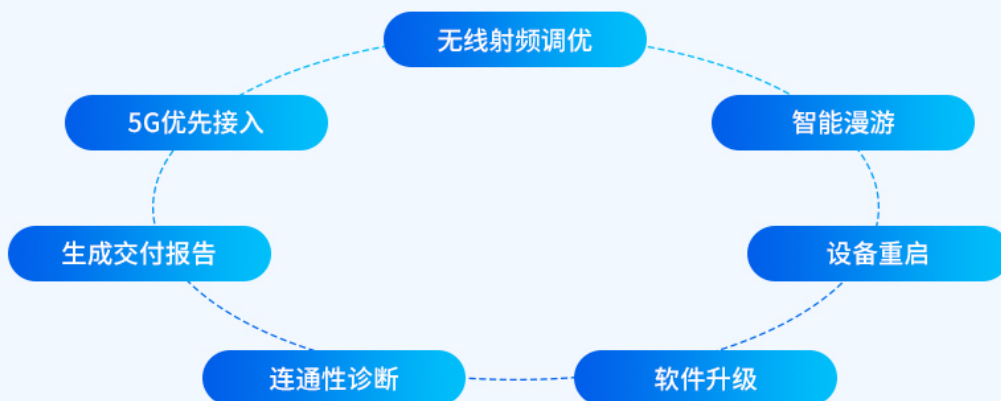 无线射频调优
5G优先接入
智能漫游
生成交付报告
设备重启
连通性诊断
软件升级